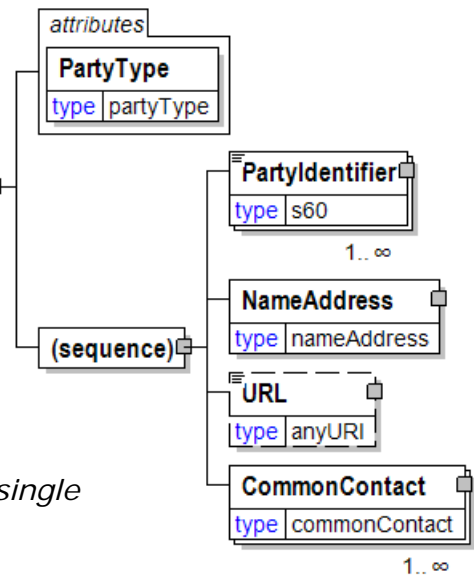 attributes
PartyType
type partyType
PartyIdentifier
type s60
1.. ∞
NameAddress
type nameAddress
(sequence)
URL
type anyURI
single
CommonContact
type commonContact
1.. ∞